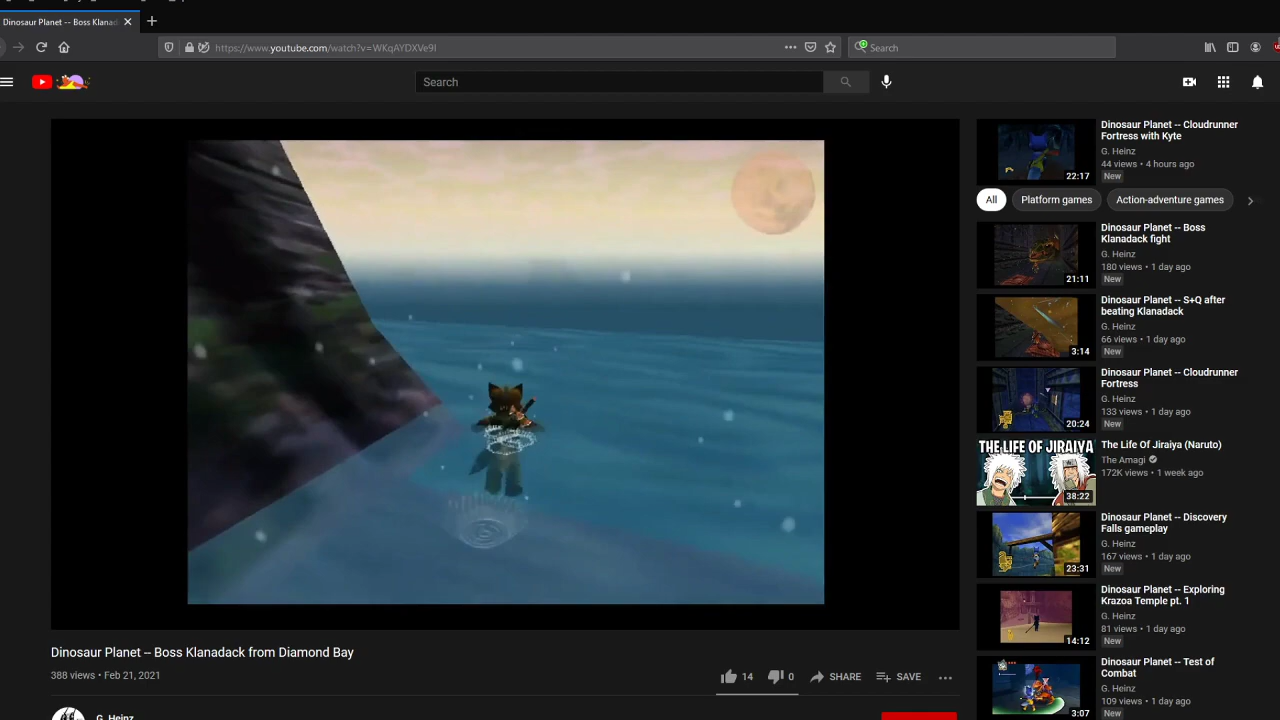 Dinosaur Planet -- Boss Klanad
https://www.youtube.com/watch?v=WKqAYDXVe9I
Search
Search
Dinosaur Planet -- Boss Klanadack from Diamond Bay
388 views • Feb 21, 2021
14
0
SHARE
SAVE
G. Heinz
Dinosaur Planet -- Cloudrunner
Fortress with Kyte
G. Heinz
44 views • 4 hours ago
New
22:17
All
Platform games
Action-adventure games
Dinosaur Planet -- Boss
Klanadack fight
G. Heinz
180 views • 1 day ago
New
21:11
Dinosaur Planet -- S+Q after
beating Klanadack
G. Heinz
66 views • 1 day ago
New
3:14
Dinosaur Planet -- Cloudrunner
Fortress
G. Heinz
133 views • 1 day ago
New
20:24
THE LIFE OF JIRAIYA
38:22
The Life Of Jiraiya (Naruto)
The Amagi
172K views • 1 week ago
Dinosaur Planet -- Discovery
Falls gameplay
G. Heinz
167 views • 1 day ago
New
23:31
Dinosaur Planet -- Exploring
Krazoa Temple pt. 1
G. Heinz
81 views • 1 day ago
New
14:12
Dinosaur Planet -- Test of
Combat
G. Heinz
109 views • 1 day ago
New
3:07